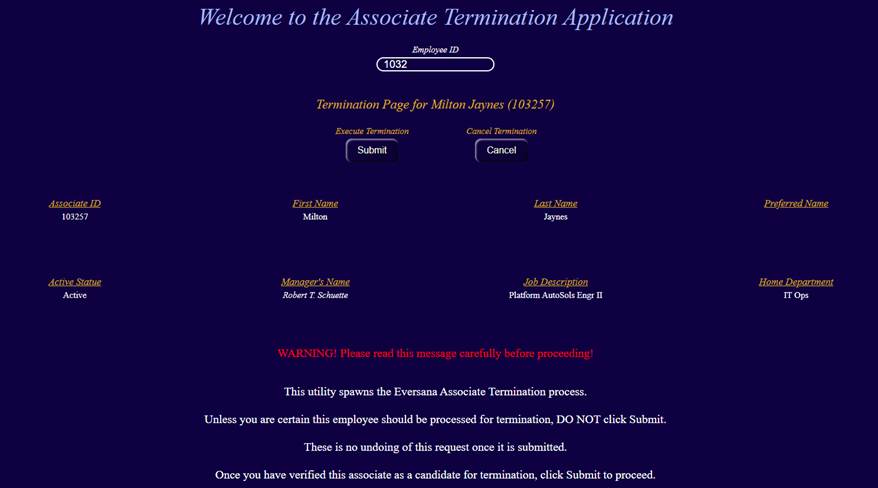 Welcome to the Associate Termination Application
Employee ID
1032
Termination Page for Milton Jaynes (103257)
Execute Termination Cancel Termination
Submit Cancel
Associate ID First Name Last Name Preferred Name
103257 Milton Jaynes
Active Statue Manager's Name Job Description Home Department
Active Robert T. Schuette Platform AutoSols Engr II IT Ops
WARNING! Please read this message carefully before proceeding!
This utility spawns the Eversana Associate Termination process.
Unless you are certain this employee should be processed for termination, DO NOT click Submit.
These is no undoing of this request once it is submitted.
Once you have verified this associate as a candidate for termination, click Submit to proceed.